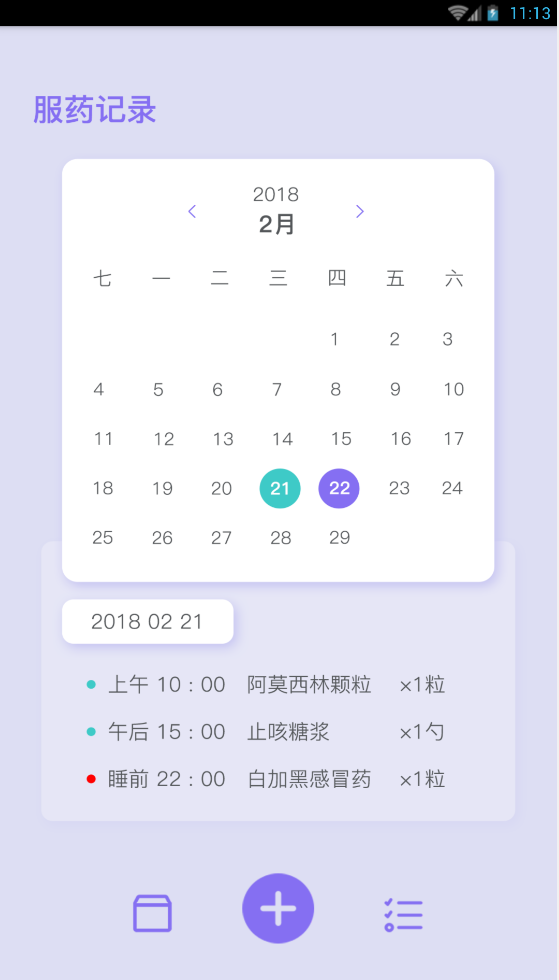 11:13
服药记录
2018
2月
七 一 二 三 四 五 六
1 2 3
4 5 6 7 8 9 10
11 12 13 14 15 16 17
18 19 20 21 22 23 24
25 26 27 28 29
2018 02 21
上午 10 : 00 阿莫西林颗粒 ×1粒
午后 15 : 00 止咳糖浆 ×1勺
睡前 22 : 00 白加黑感冒药 ×1粒